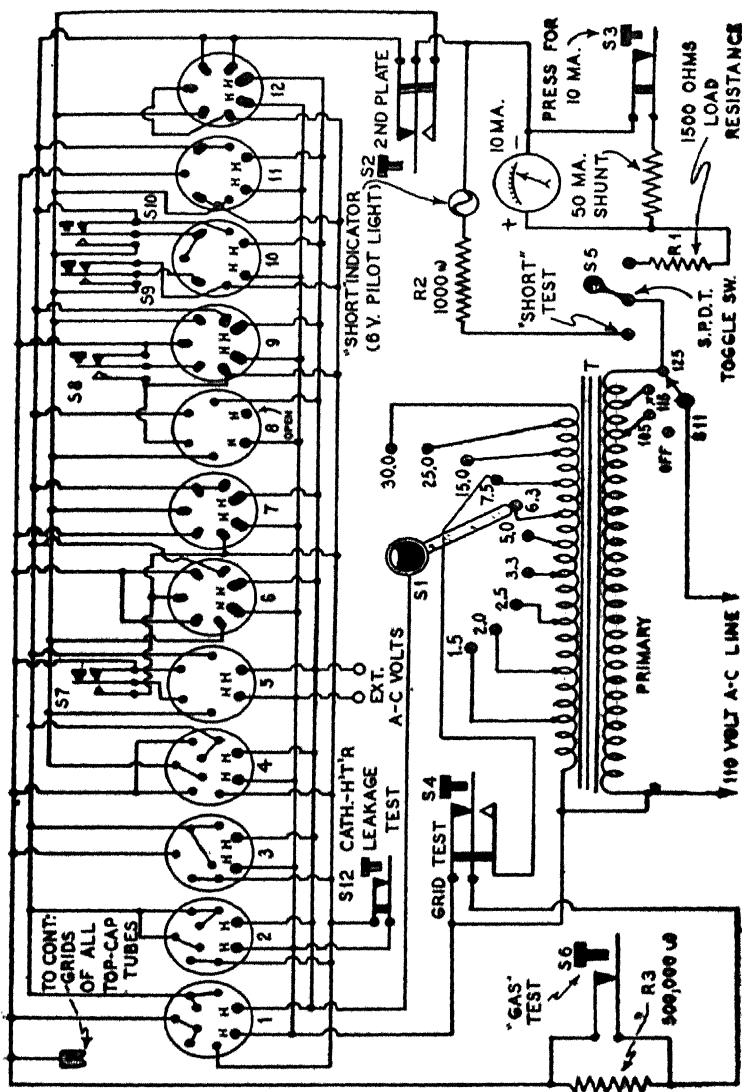 TO CONT.
GRIDS
OF ALL
TOP-CAP
TUBES
1
2
3
4
5
6
7
8
9
10
11
12
H H
H H
H H
H H
H H
H H
H H
H H
H H
H H
H H
H H
OPEN
S7
S8
S9
S10
S12 CATH.-H'T'R
LEAKAGE
TEST
EXT.
A-C VOLTS
"SHORT" INDICATOR
(6 V. PILOT LIGHT)
S2 2ND PLATE
GRID TEST
S4
S1
1.5
2.0
2.5
3.3
5.0
6.3
7.5
15.0
25.0
30.0
R2
1000 ω
+
10 MA.
−
PRESS FOR
10 MA.
S3
50 MA.
SHUNT
1500 OHMS
LOAD
RESISTANCE
R1
"SHORT"
TEST
S5
S.P.D.T.
TOGGLE SW.
T
PRIMARY
OFF
105
115
125
S11
110 VOLT A-C LINE
"GAS"
TEST
S6
R3
500,000 ω